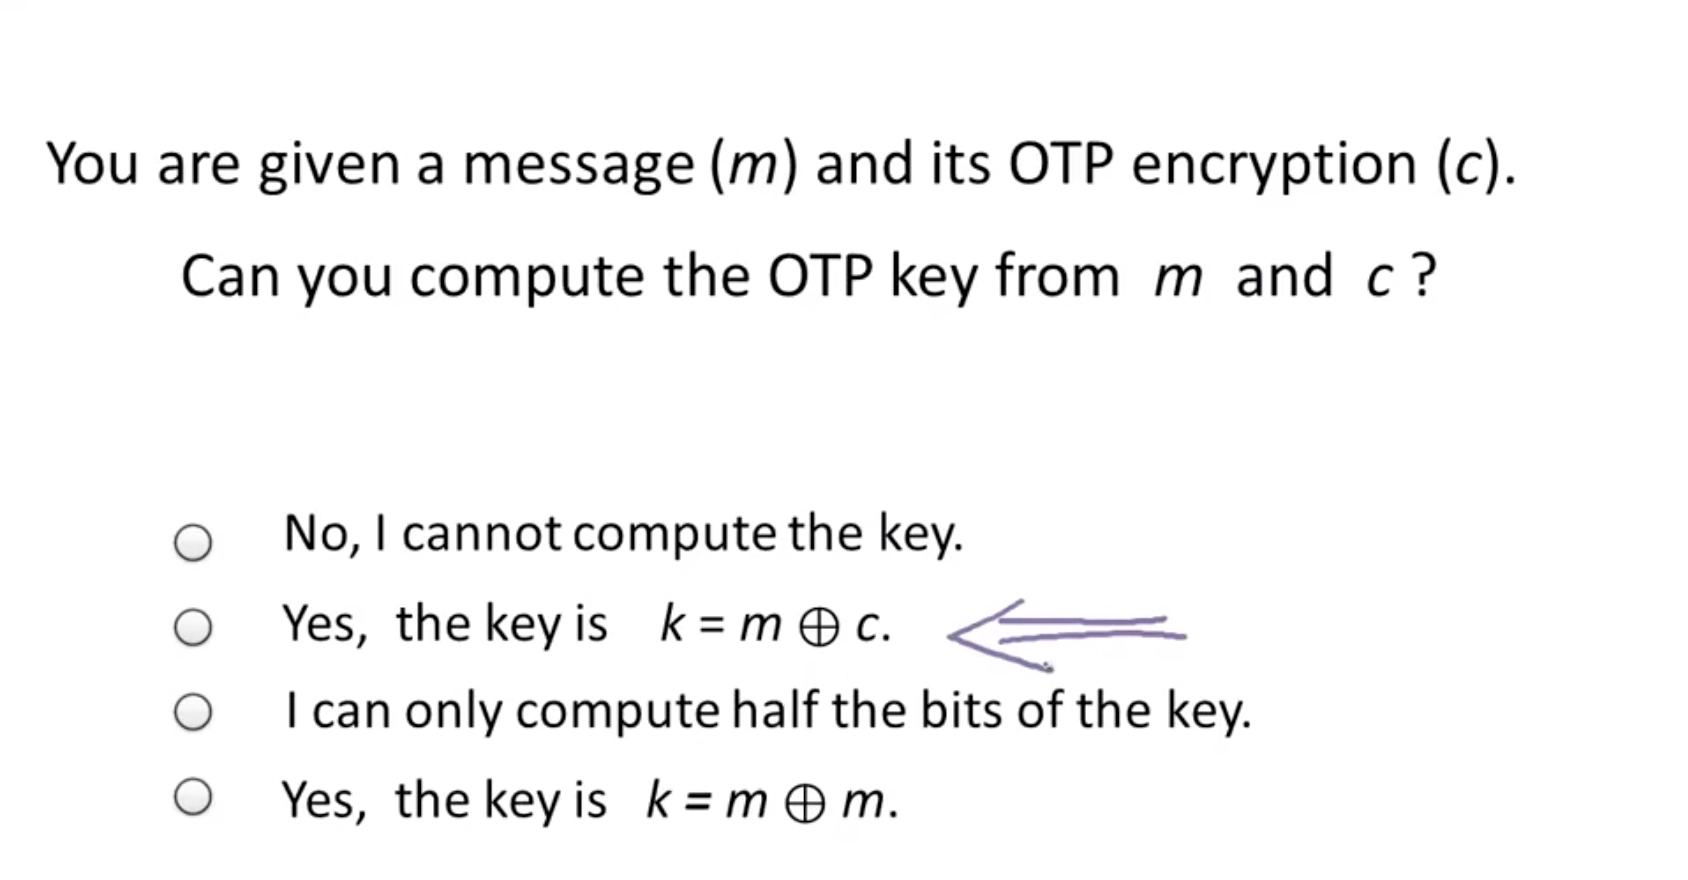 You are given a message (m) and its OTP encryption (c).
Can you compute the OTP key from m and c ?
No, I cannot compute the key.
Yes, the key is k = m ⊕ c.
I can only compute half the bits of the key.
Yes, the key is k = m ⊕ m.